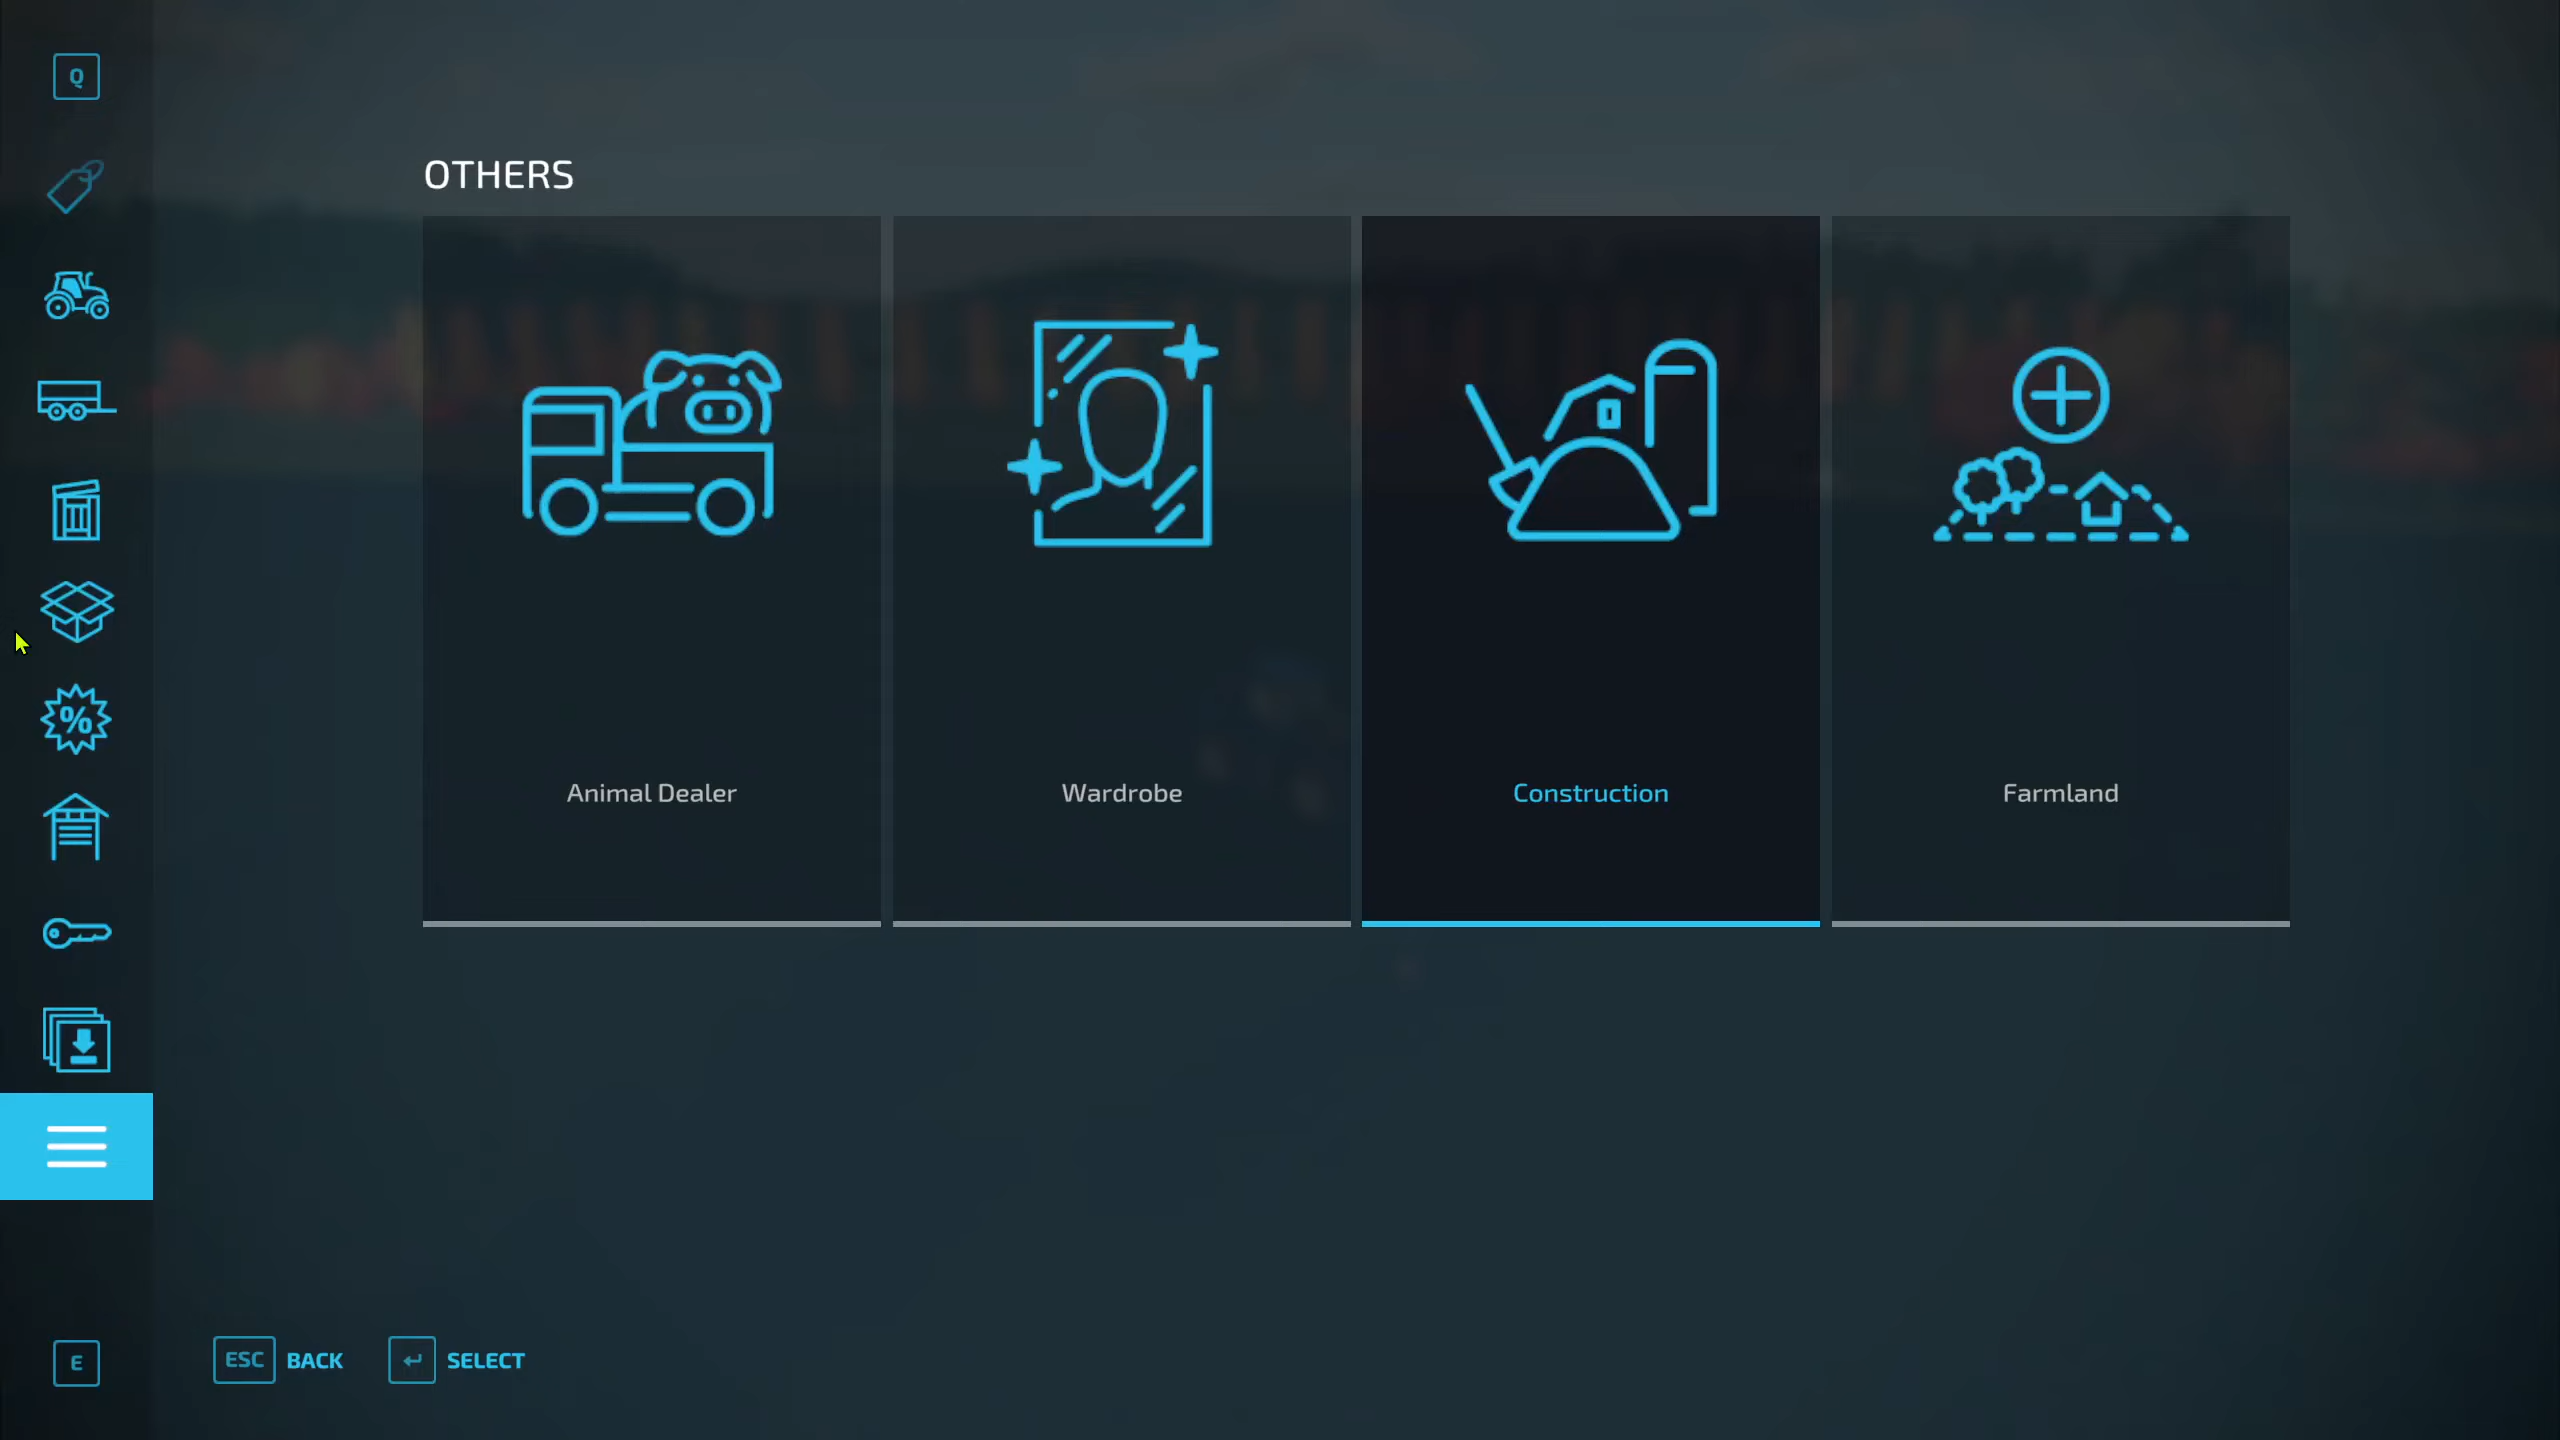 Q
OTHERS
%
Animal Dealer
Wardrobe
Construction
Farmland
E
ESC BACK
SELECT